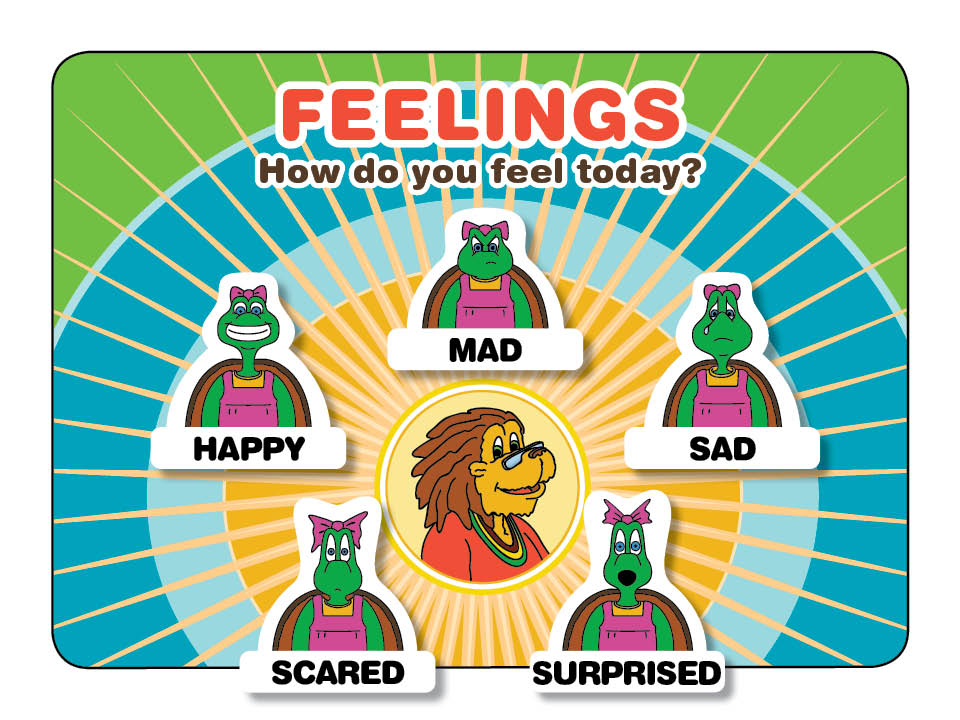 FEELINGS
How do you feel today?
MAD
HAPPY
SAD
SCARED
SURPRISED